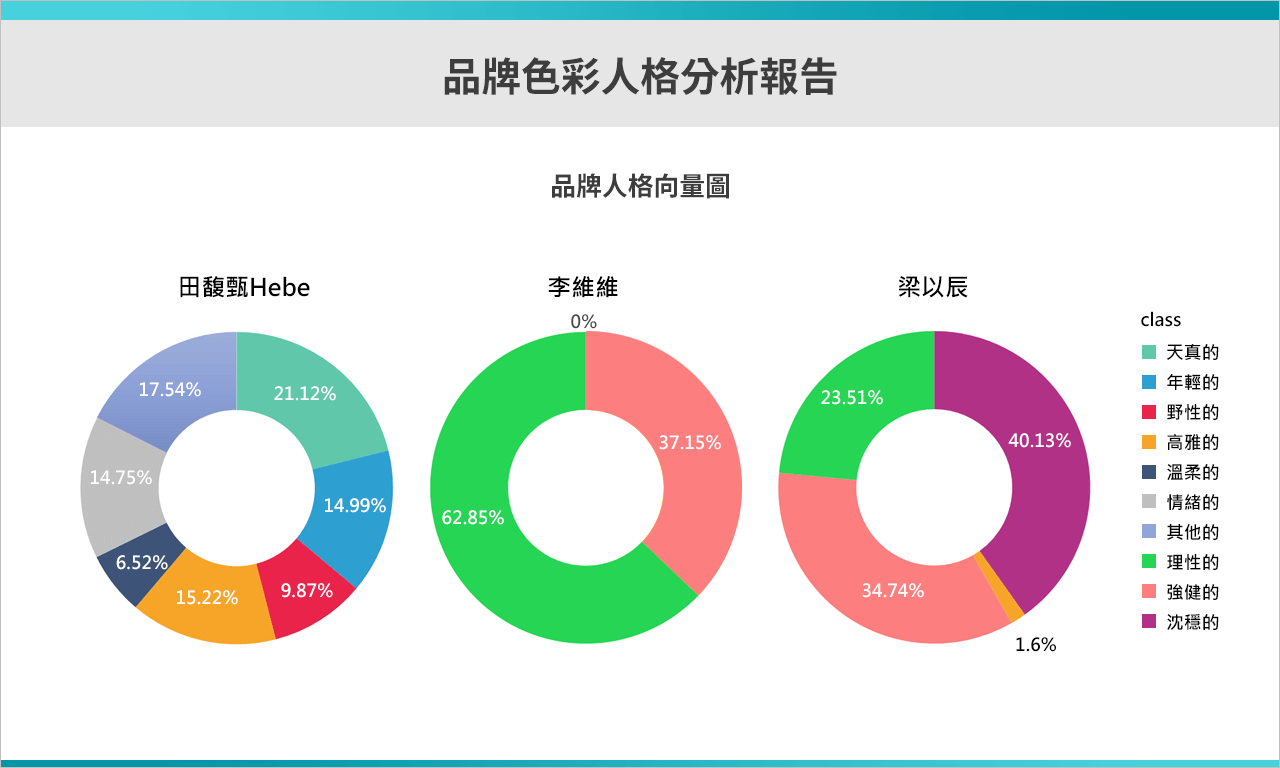 品牌色彩人格分析報告
品牌人格向量圖
田馥甄Hebe
21.12%
14.99%
9.87%
15.22%
6.52%
14.75%
17.54%
李維維
0%
37.15%
62.85%
梁以辰
40.13%
1.6%
34.74%
23.51%
class
天真的
年輕的
野性的
高雅的
溫柔的
情緒的
其他的
理性的
強健的
沈穩的